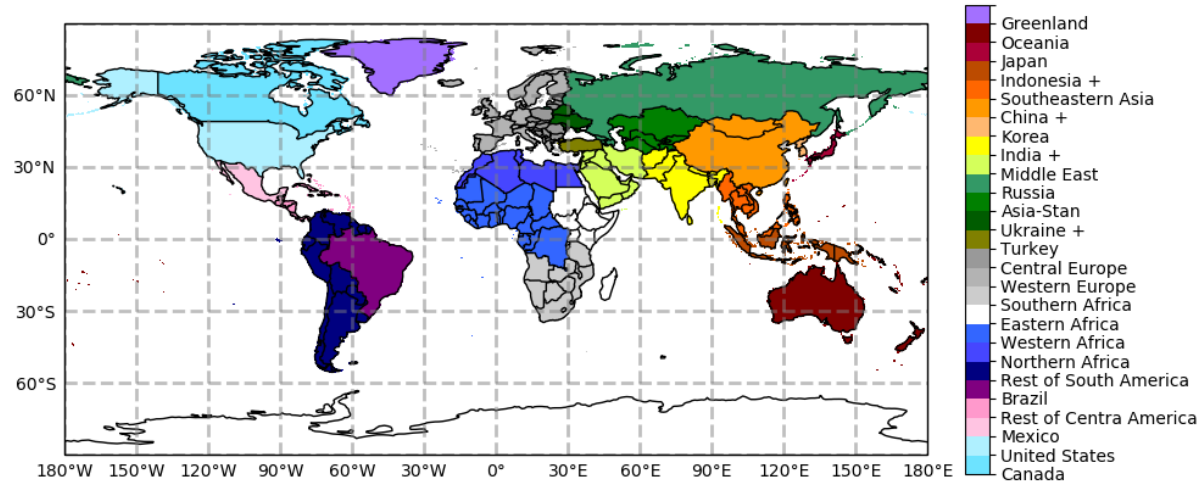 60°N
30°N
0°
30°S
60°S
180°W
150°W
120°W
90°W
60°W
30°W
0°
30°E
60°E
90°E
120°E
150°E
180°E
Greenland
Oceania
Japan
Indonesia +
Southeastern Asia
China +
Korea
India +
Middle East
Russia
Asia-Stan
Ukraine +
Turkey
Central Europe
Western Europe
Southern Africa
Eastern Africa
Western Africa
Northern Africa
Rest of South America
Brazil
Rest of Centra America
Mexico
United States
Canada